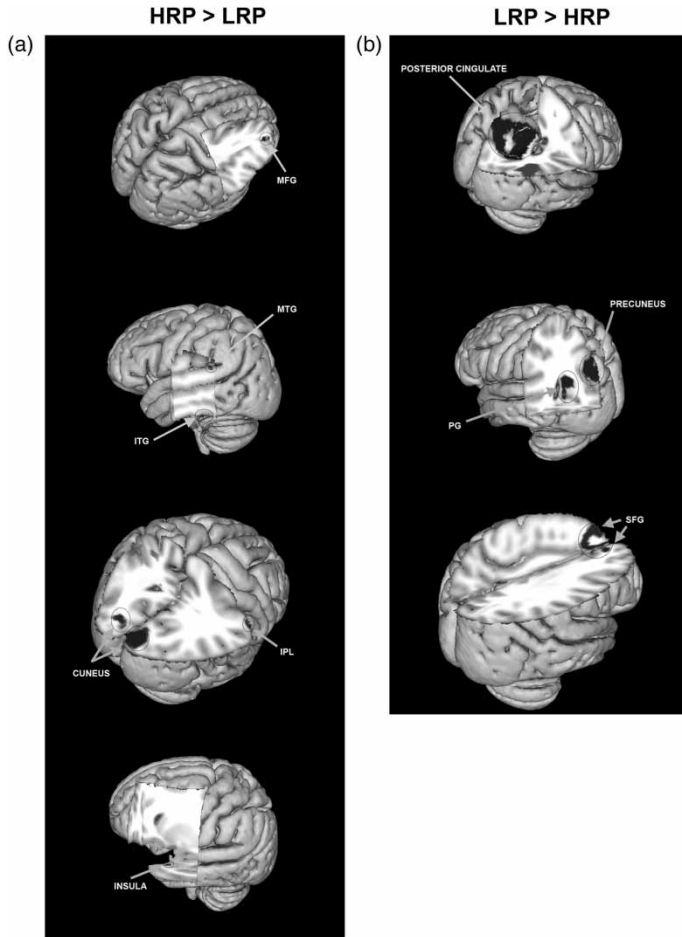 HRP > LRP
LRP > HRP
(a)
(b)
MFG
MTG
ITG
CUNEUS
IPL
INSULA
POSTERIOR CINGULATE
PRECUNEUS
PG
SFG